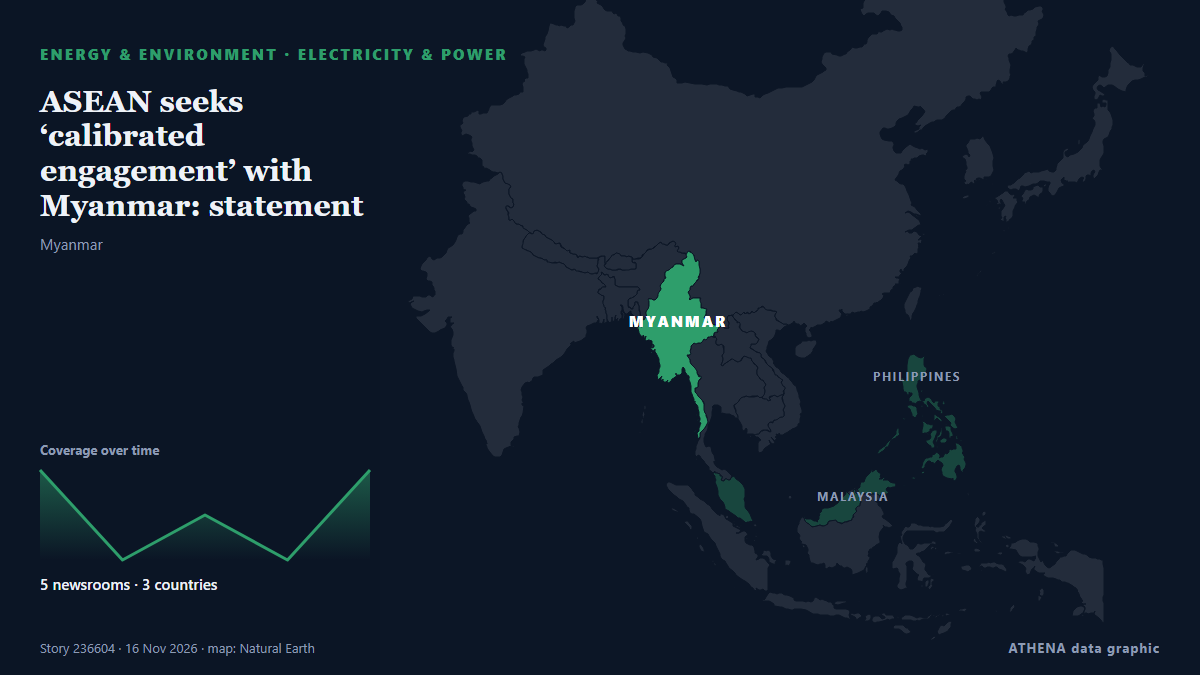 ENERGY & ENVIRONMENT · ELECTRICITY & POWER
ASEAN seeks
‘calibrated
engagement’ with
Myanmar: statement
Myanmar
MYANMAR
PHILIPPINES
MALAYSIA
Coverage over time
5 newsrooms · 3 countries
Story 236604 · 16 Nov 2026 · map: Natural Earth
ATHENA data graphic